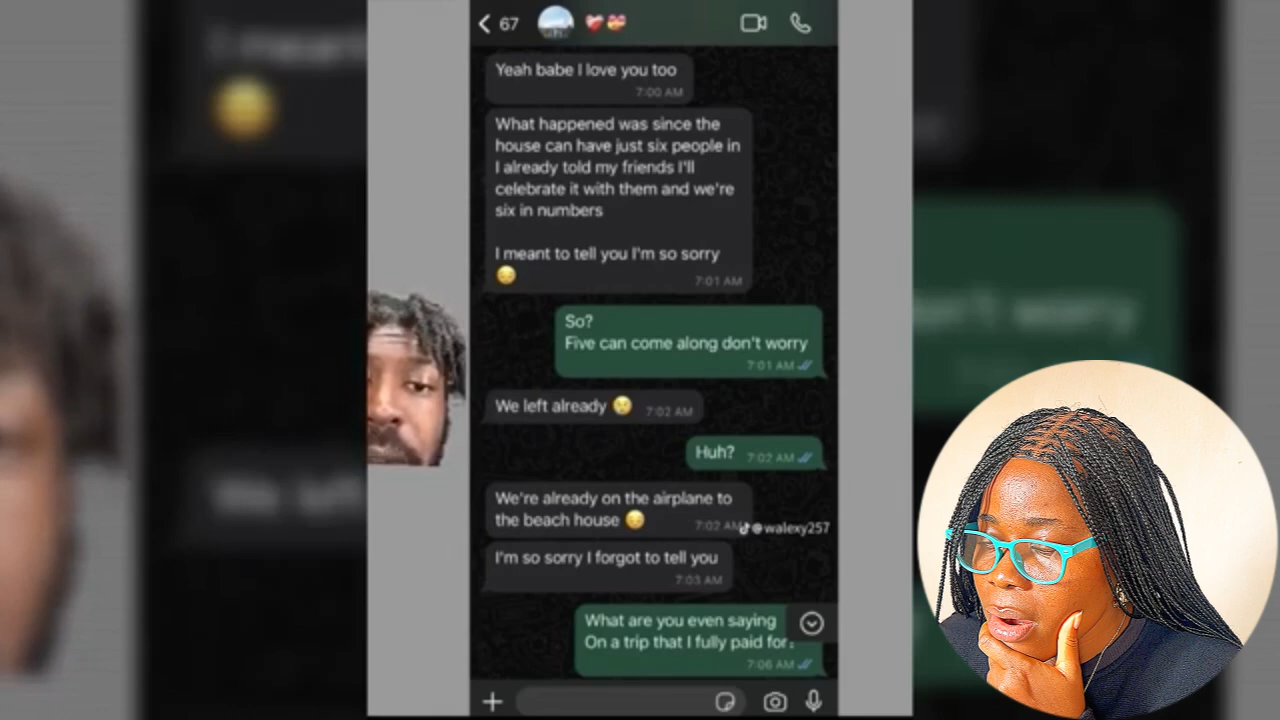 67
Yeah babe I love you too
7:00 AM
What happened was since the
house can have just six people in
I already told my friends I'll
celebrate it with them and we're
six in numbers
I meant to tell you I'm so sorry
7:01 AM
So?
Five can come along don't worry
7:01 AM
We left already
7:02 AM
Huh?
7:02 AM
We're already on the airplane to
the beach house
7:02 AM
@walexy257
I'm so sorry I forgot to tell you
7:03 AM
What are you even saying
On a trip that I fully paid for
7:06 AM